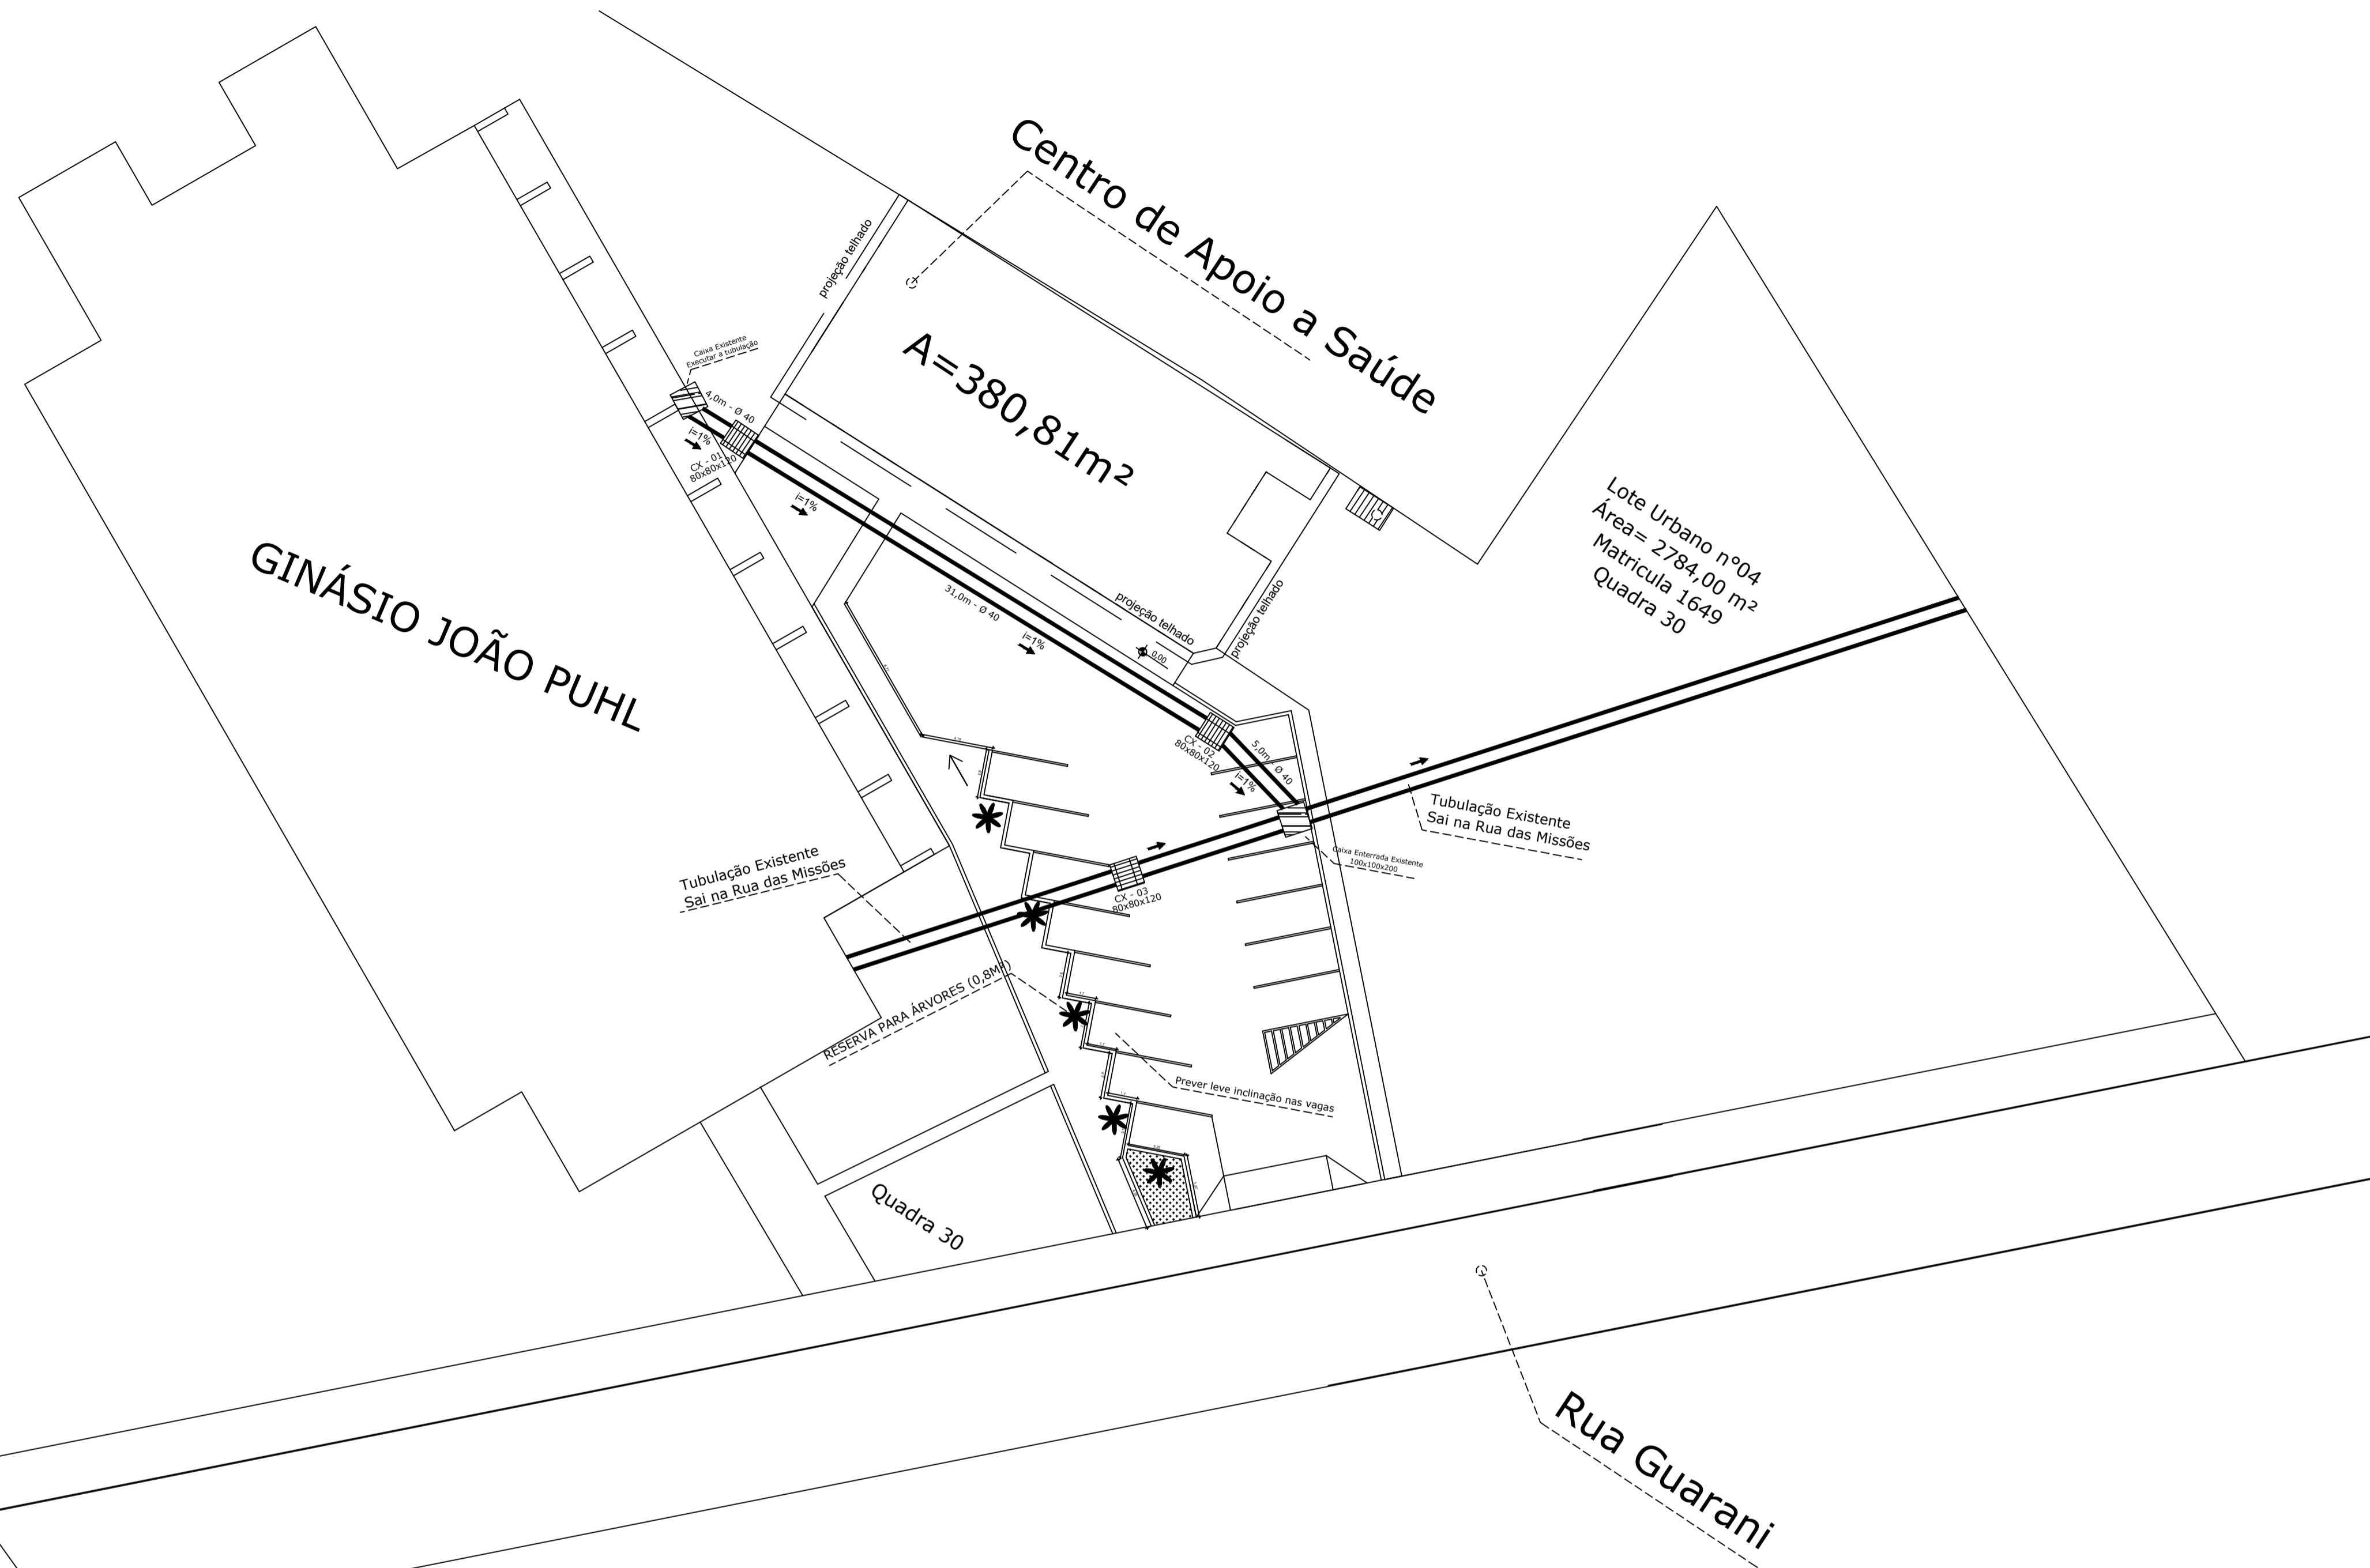 Centro de Apoio a Saúde
projeção telhado
A=380,81m²
Caixa Existente
Executar a tubulação
4,0m - Ø 40
i=1%
CX - 01
80x80x120
i=1%
GINÁSIO JOÃO PUHL
31,0m - Ø 40
i=1%
projeção telhado
projeção telhado
0,00
Lote Urbano n°04
Área= 2784,00 m²
Matricula 1649
Quadra 30
CX - 02
80x80x120
5,0m - Ø 40
i=1%
Tubulação Existente
Sai na Rua das Missões
Caixa Enterrada Existente
100x100x200
Tubulação Existente
Sai na Rua das Missões
CX - 03
80x80x120
RESERVA PARA ÁRVORES (0,8M²)
Prever leve inclinação nas vagas
Quadra 30
Rua Guarani